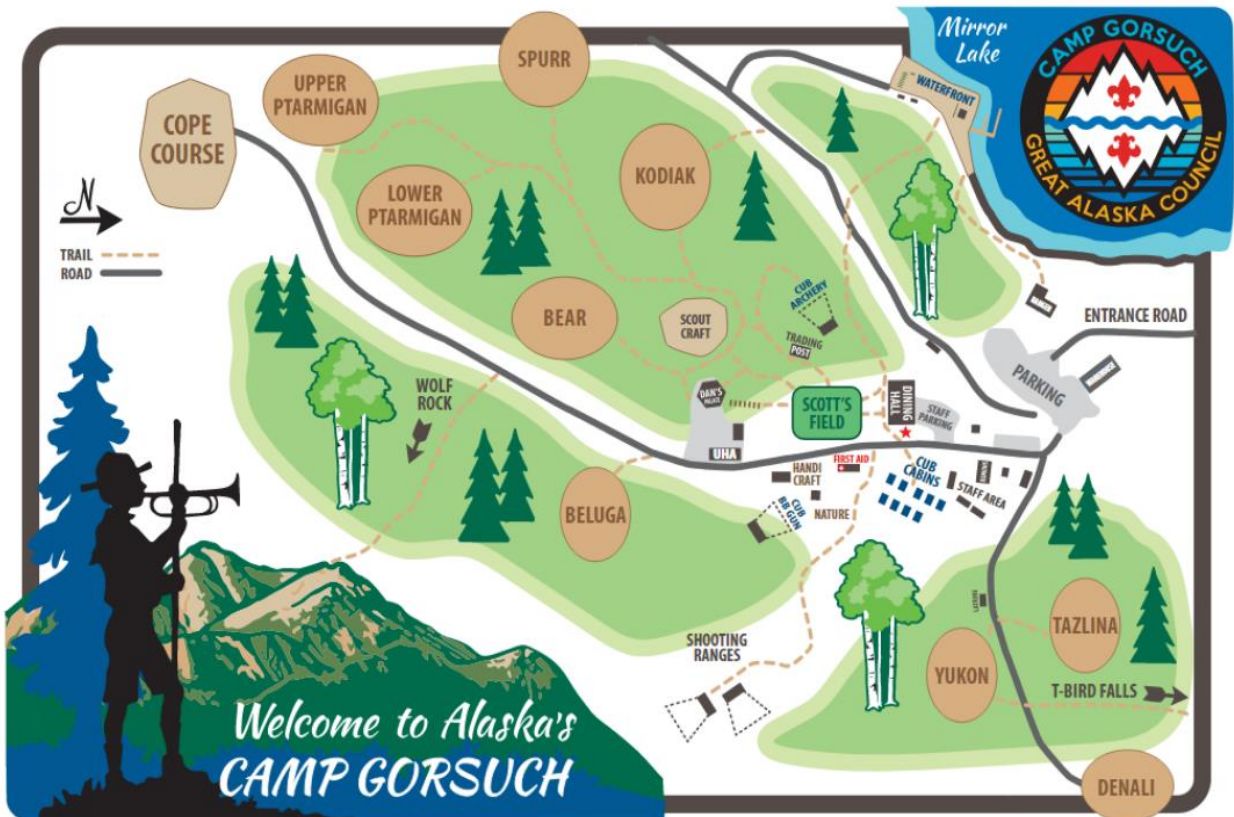 Mirror
Lake
CAMP GORSUCH
GREAT ALASKA COUNCIL
SPURR
UPPER
PTARMIGAN
WATERFRONT
COPE
COURSE
KODIAK
LOWER
PTARMIGAN
N
TRAIL
ROAD
CUB
ARCHERY
RANGER
BEAR
SCOUT
CRAFT
ENTRANCE ROAD
TRADING
POST
PARKING
WOLF
ROCK
DAN'S
PALACE
SCOTT'S
FIELD
DINING
HALL
STAFF
PARKING
UHA
FIRST AID
HANDI
CRAFT
CUB
CABINS
SHOWER
STAFF AREA
BELUGA
CUB
BB GUN
NATURE
TAZLINA
SHOOTING
RANGES
YUKON
T-BIRD FALLS
Welcome to Alaska's
CAMP GORSUCH
DENALI